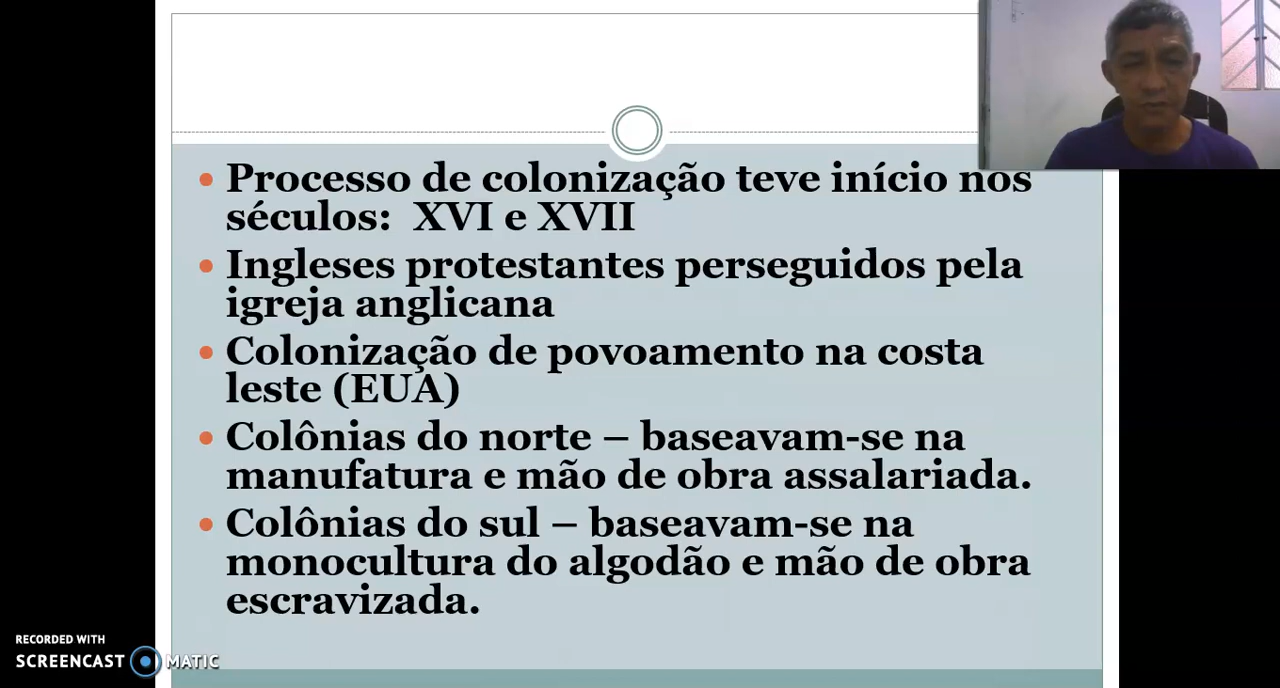 Processo de colonização teve início nos
séculos: XVI e XVII
Ingleses protestantes perseguidos pela
igreja anglicana
Colonização de povoamento na costa
leste (EUA)
Colônias do norte – baseavam-se na
manufatura e mão de obra assalariada.
Colônias do sul – baseavam-se na
monocultura do algodão e mão de obra
escravizada.
RECORDED WITH
SCREENCAST MATIC